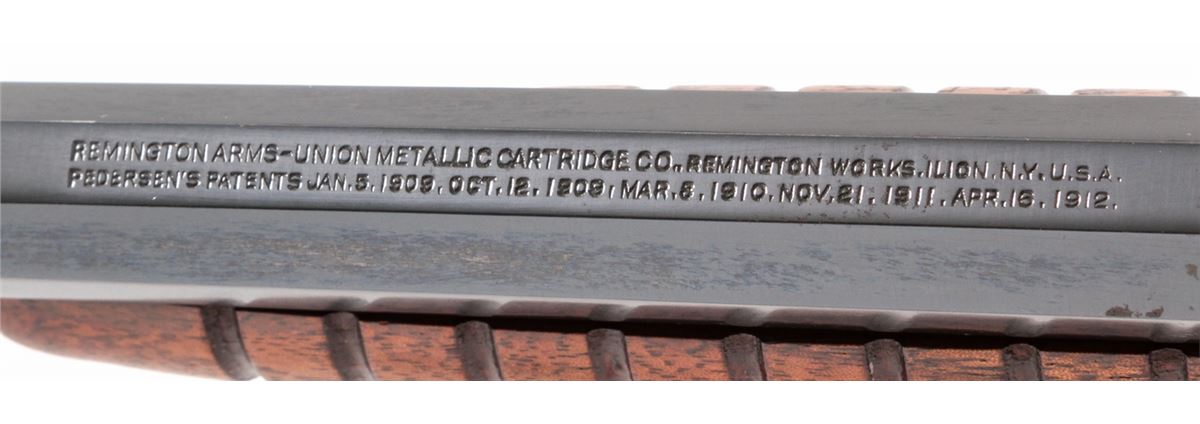 REMINGTON ARMS-UNION METALLIC CARTRIDGE CO., REMINGTON WORKS, ILION, N.Y. U.S.A.
PEDERSEN'S PATENTS JAN. 5, 1909, OCT. 12, 1909, MAR. 8, 1910, NOV. 21, 1911, APR. 16, 1912.